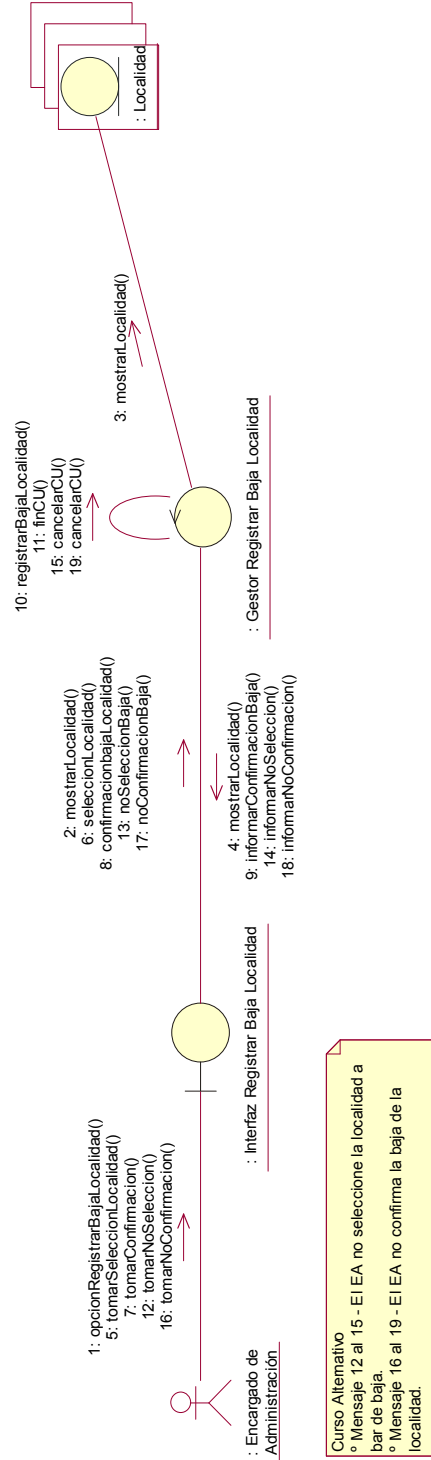 1: opcionRegistrarBajaLocalidad()
5: tomarSeleccionLocalidad()
7: tomarConfirmacion()
12: tomarNoSeleccion()
16: tomarNoConfirmacion()
: Encargado de
Administración
: Interfaz Registrar Baja Localidad
2: mostrarLocalidad()
6: seleccionLocalidad()
8: confirmacionbajaLocalidad()
13: noSeleccionBaja()
17: noConfirmacionBaja()
4: mostrarLocalidad()
9: informarConfirmacionBaja()
14: informarNoSeleccion()
18: informarNoConfirmacion()
10: registrarBajaLocalidad()
11: finCU()
15: cancelarCU()
19: cancelarCU()
: Gestor Registrar Baja Localidad
3: mostrarLocalidad()
: Localidad
Curso Alternativo
º Mensaje 12 al 15 - El EA no seleccione la localidad a
bar de baja.
º Mensaje 16 al 19 - El EA no confirma la baja de la
localidad.